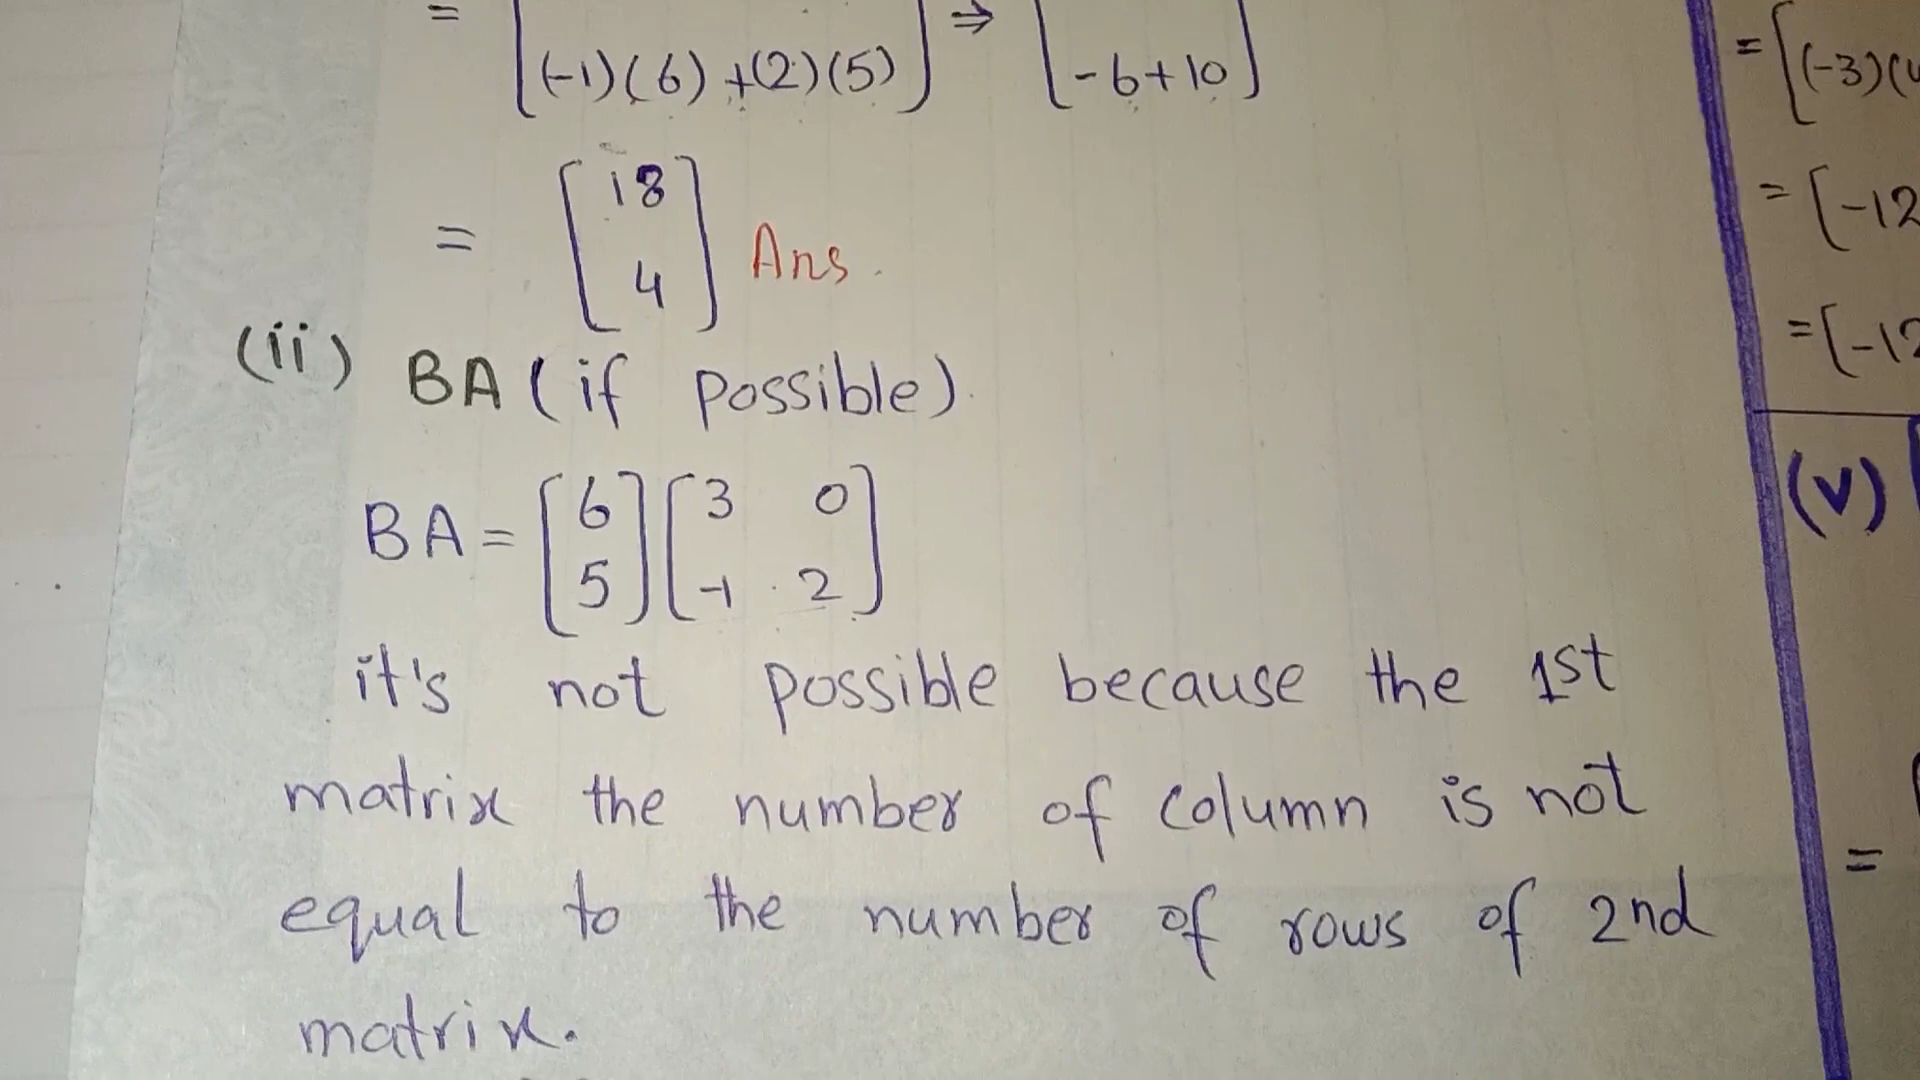 = [(-1)(6)+(2)(5)] ⇒ [-6+10]
= [18
4] Ans.
(ii) BA (if possible).
BA = [6 [3 0
5] -1 2]
it's not possible because the 1st
matrix the number of column is not
equal to the number of rows of 2nd
matrix.
= [(-3)(4
= [-12
= [-12
(v)
=